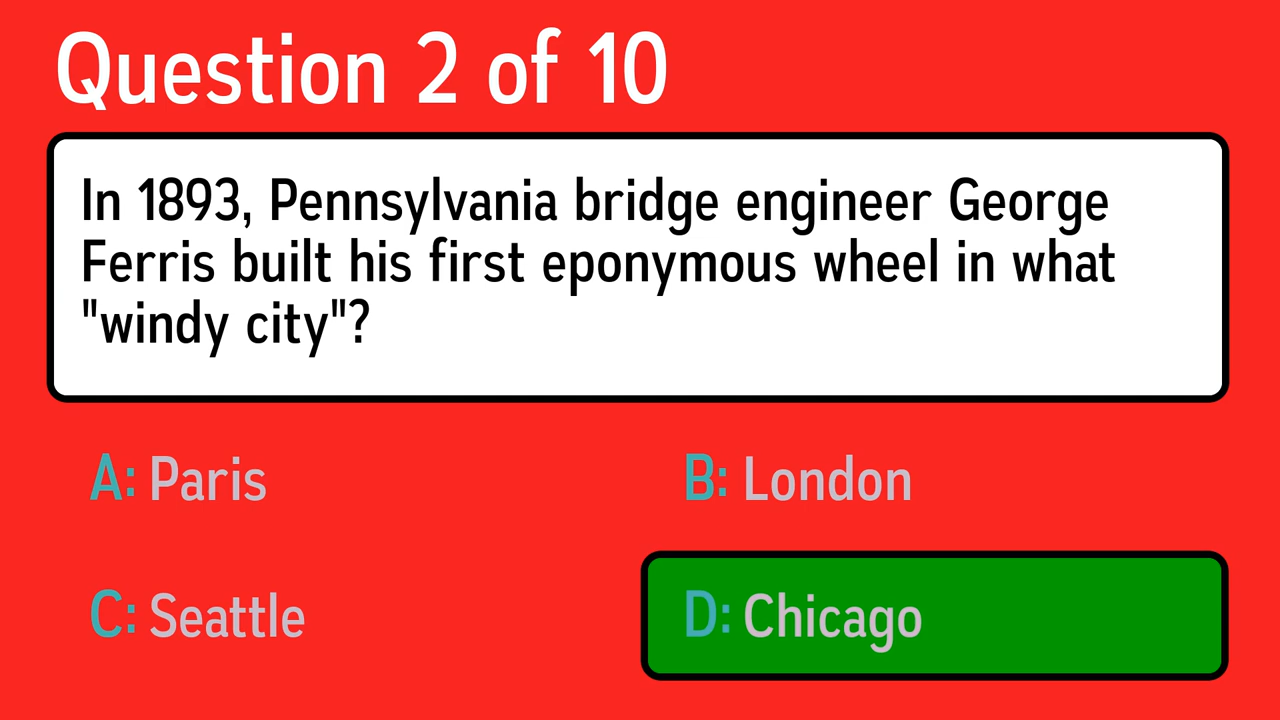 Question 2 of 10
In 1893, Pennsylvania bridge engineer George
Ferris built his first eponymous wheel in what
"windy city"?
A: Paris
B: London
C: Seattle
D: Chicago